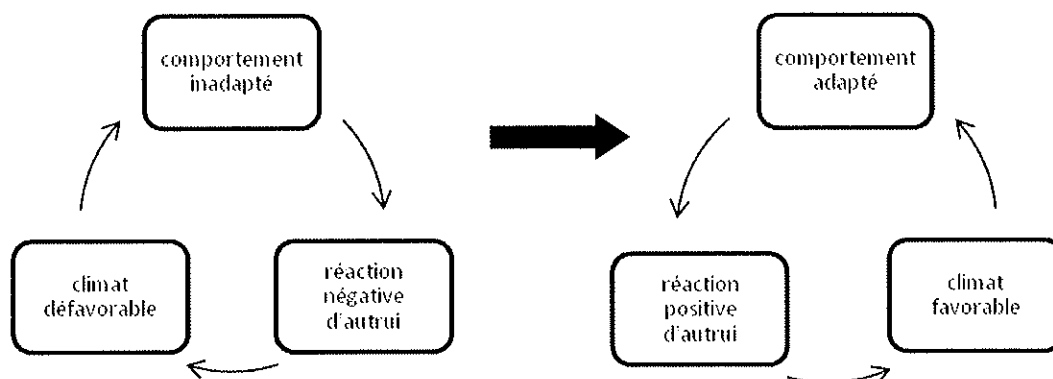 comportement
inadapté
comportement
adapté
climat
défavorable
réaction
négative
d'autrui
réaction
positive
d'autrui
climat
favorable